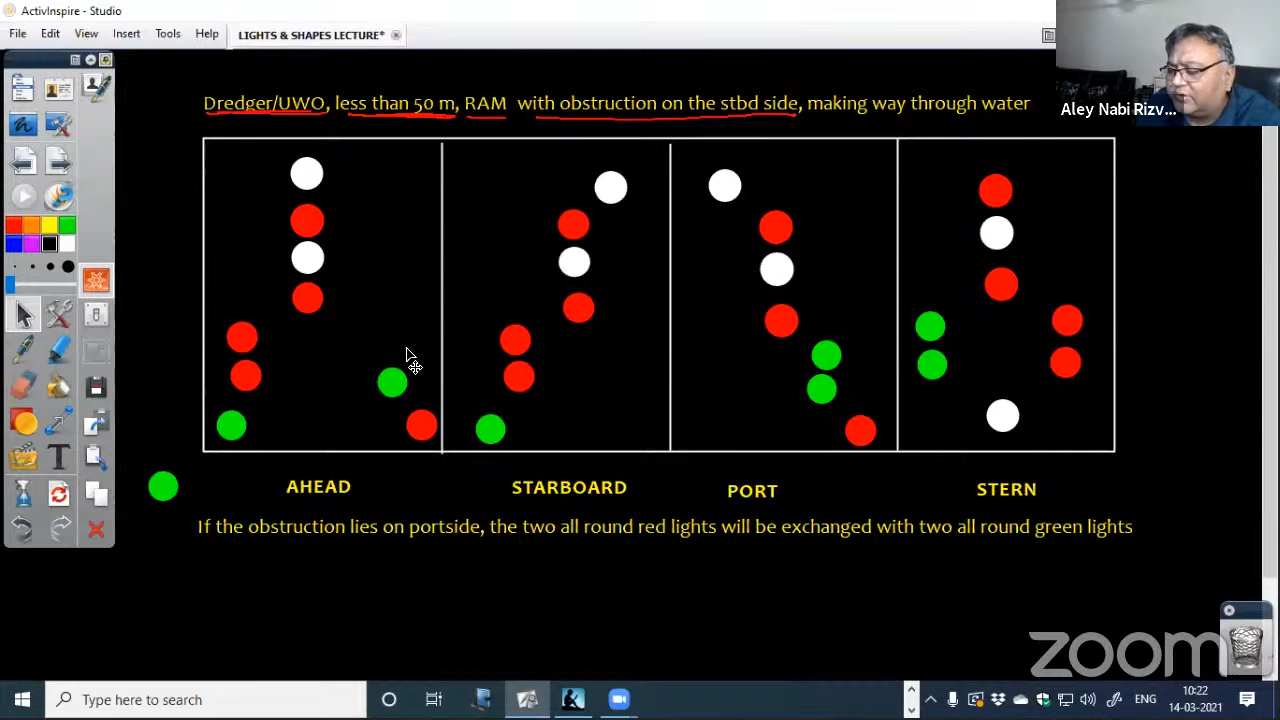 ActivInspire - Studio
File Edit View Insert Tools Help
LIGHTS & SHAPES LECTURE*
Aley Nabi Rizv...
Dredger/UWO, less than 50 m, RAM with obstruction on the stbd side, making way through water
AHEAD STARBOARD PORT STERN
If the obstruction lies on portside, the two all round red lights will be exchanged with two all round green lights
zoom
Type here to search
ENG
10:22
14-03-2021